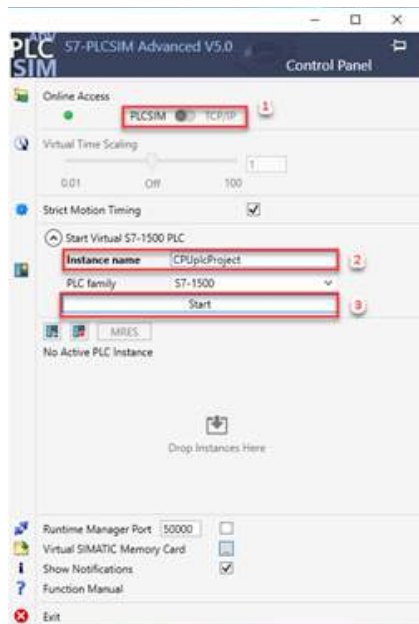 ADV
PLC
SIM
S7-PLCSIM Advanced V5.0
Control Panel
Online Access
PLCSIM TCP/IP
1
Virtual Time Scaling
1
0.01 Off 100
Strict Motion Timing
Start Virtual S7-1500 PLC
Instance name CPUplcProject
2
PLC family S7-1500
Start
3
MRES
No Active PLC Instance
Drop Instances Here
Runtime Manager Port 50000
Virtual SIMATIC Memory Card ...
Show Notifications
Function Manual
Exit